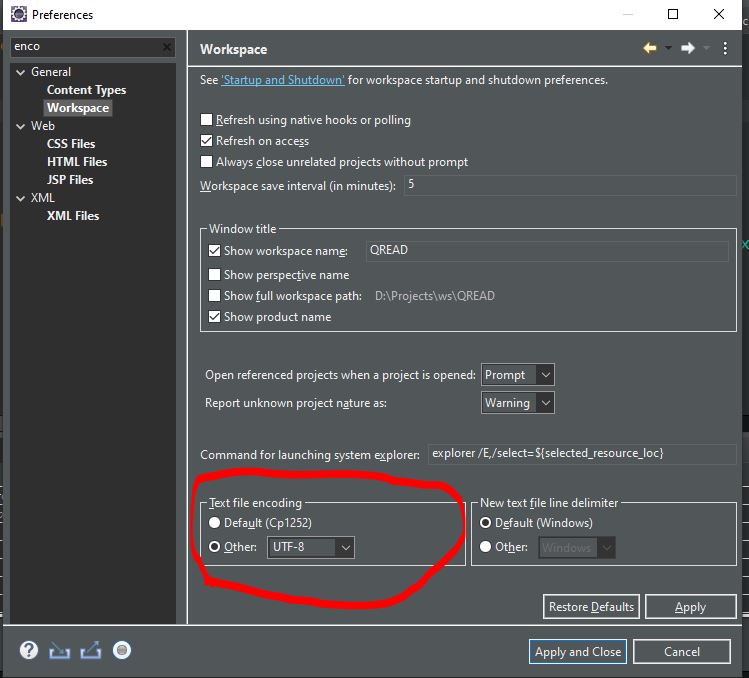 Preferences
enco
Workspace
General
Content Types
Workspace
Web
CSS Files
HTML Files
JSP Files
XML
XML Files
See 'Startup and Shutdown' for workspace startup and shutdown preferences.
Refresh using native hooks or polling
Refresh on access
Always close unrelated projects without prompt
Workspace save interval (in minutes): 5
Window title
Show workspace name: QREAD
Show perspective name
Show full workspace path: D:\Projects\ws\QREAD
Show product name
Open referenced projects when a project is opened: Prompt
Report unknown project nature as: Warning
Command for launching system explorer: explorer /E,/select=${selected_resource_loc}
Text file encoding
Default (Cp1252)
Other: UTF-8
New text file line delimiter
Default (Windows)
Other: Windows
Restore Defaults Apply
Apply and Close Cancel